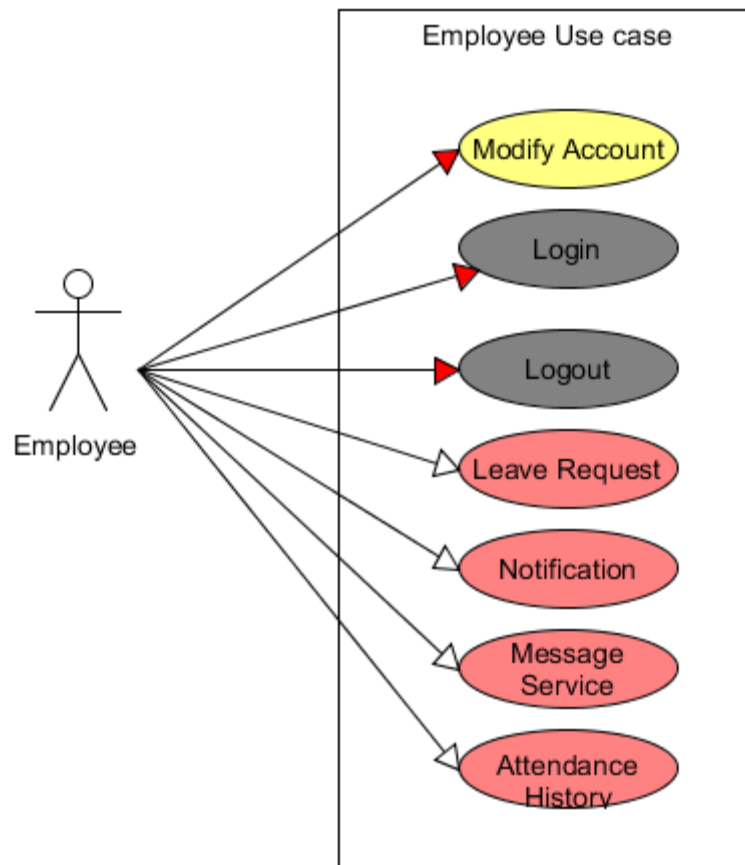 Employee Use case
Modify Account
Login
Logout
Employee
Leave Request
Notification
Message
Service
Attendance
History